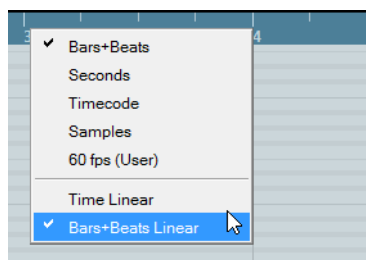 3
4
Bars+Beats
Seconds
Timecode
Samples
60 fps (User)
Time Linear
Bars+Beats Linear